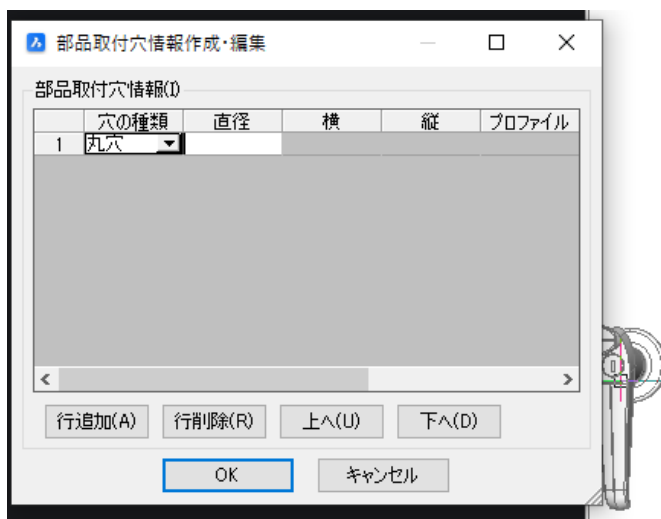 部品取付穴情報作成・編集
部品取付穴情報(I)
穴の種類 直径 横 縦 プロファイル
1 丸穴
行追加(A) 行削除(R) 上へ(U) 下へ(D)
OK キャンセル